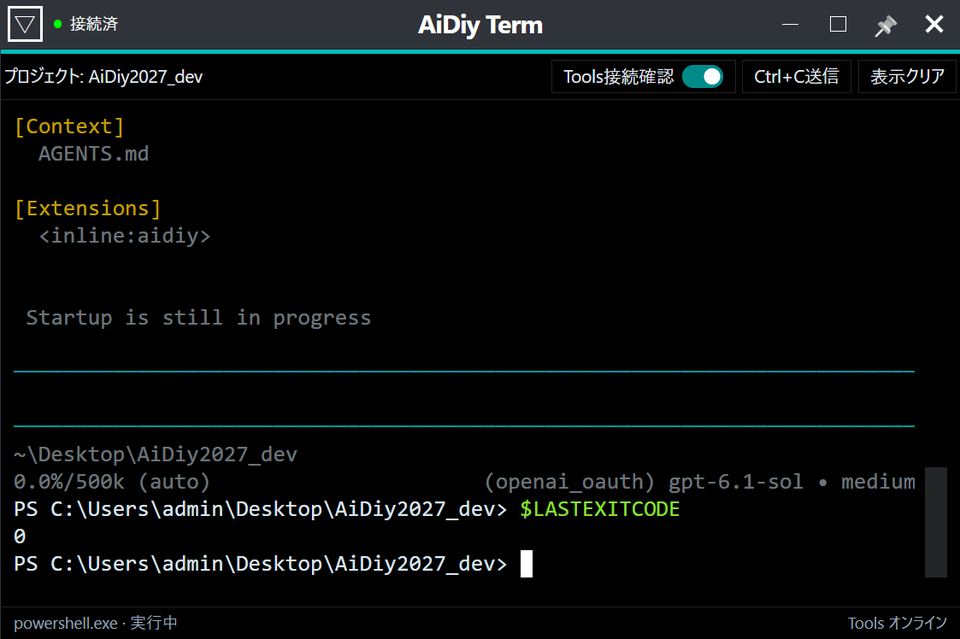 接続済
AiDiy Term
プロジェクト: AiDiy2027_dev
Tools接続確認
Ctrl+C送信
表示クリア
[Context]
AGENTS.md
[Extensions]
<inline:aidiy>
Startup is still in progress
~\Desktop\AiDiy2027_dev
0.0%/500k (auto) (openai_oauth) gpt-6.1-sol • medium
PS C:\Users\admin\Desktop\AiDiy2027_dev> $LASTEXITCODE
0
PS C:\Users\admin\Desktop\AiDiy2027_dev>
powershell.exe · 実行中
Tools オンライン